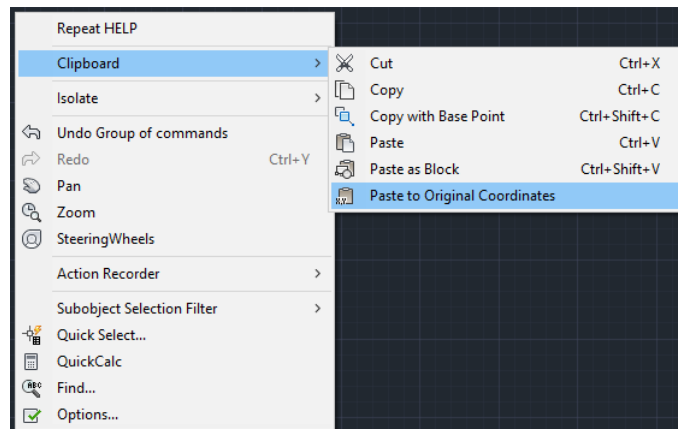 Repeat HELP
Clipboard
Isolate
Undo Group of commands
Redo Ctrl+Y
Pan
Zoom
SteeringWheels
Action Recorder
Subobject Selection Filter
Quick Select...
QuickCalc
Find...
Options...
Cut Ctrl+X
Copy Ctrl+C
Copy with Base Point Ctrl+Shift+C
Paste Ctrl+V
Paste as Block Ctrl+Shift+V
Paste to Original Coordinates